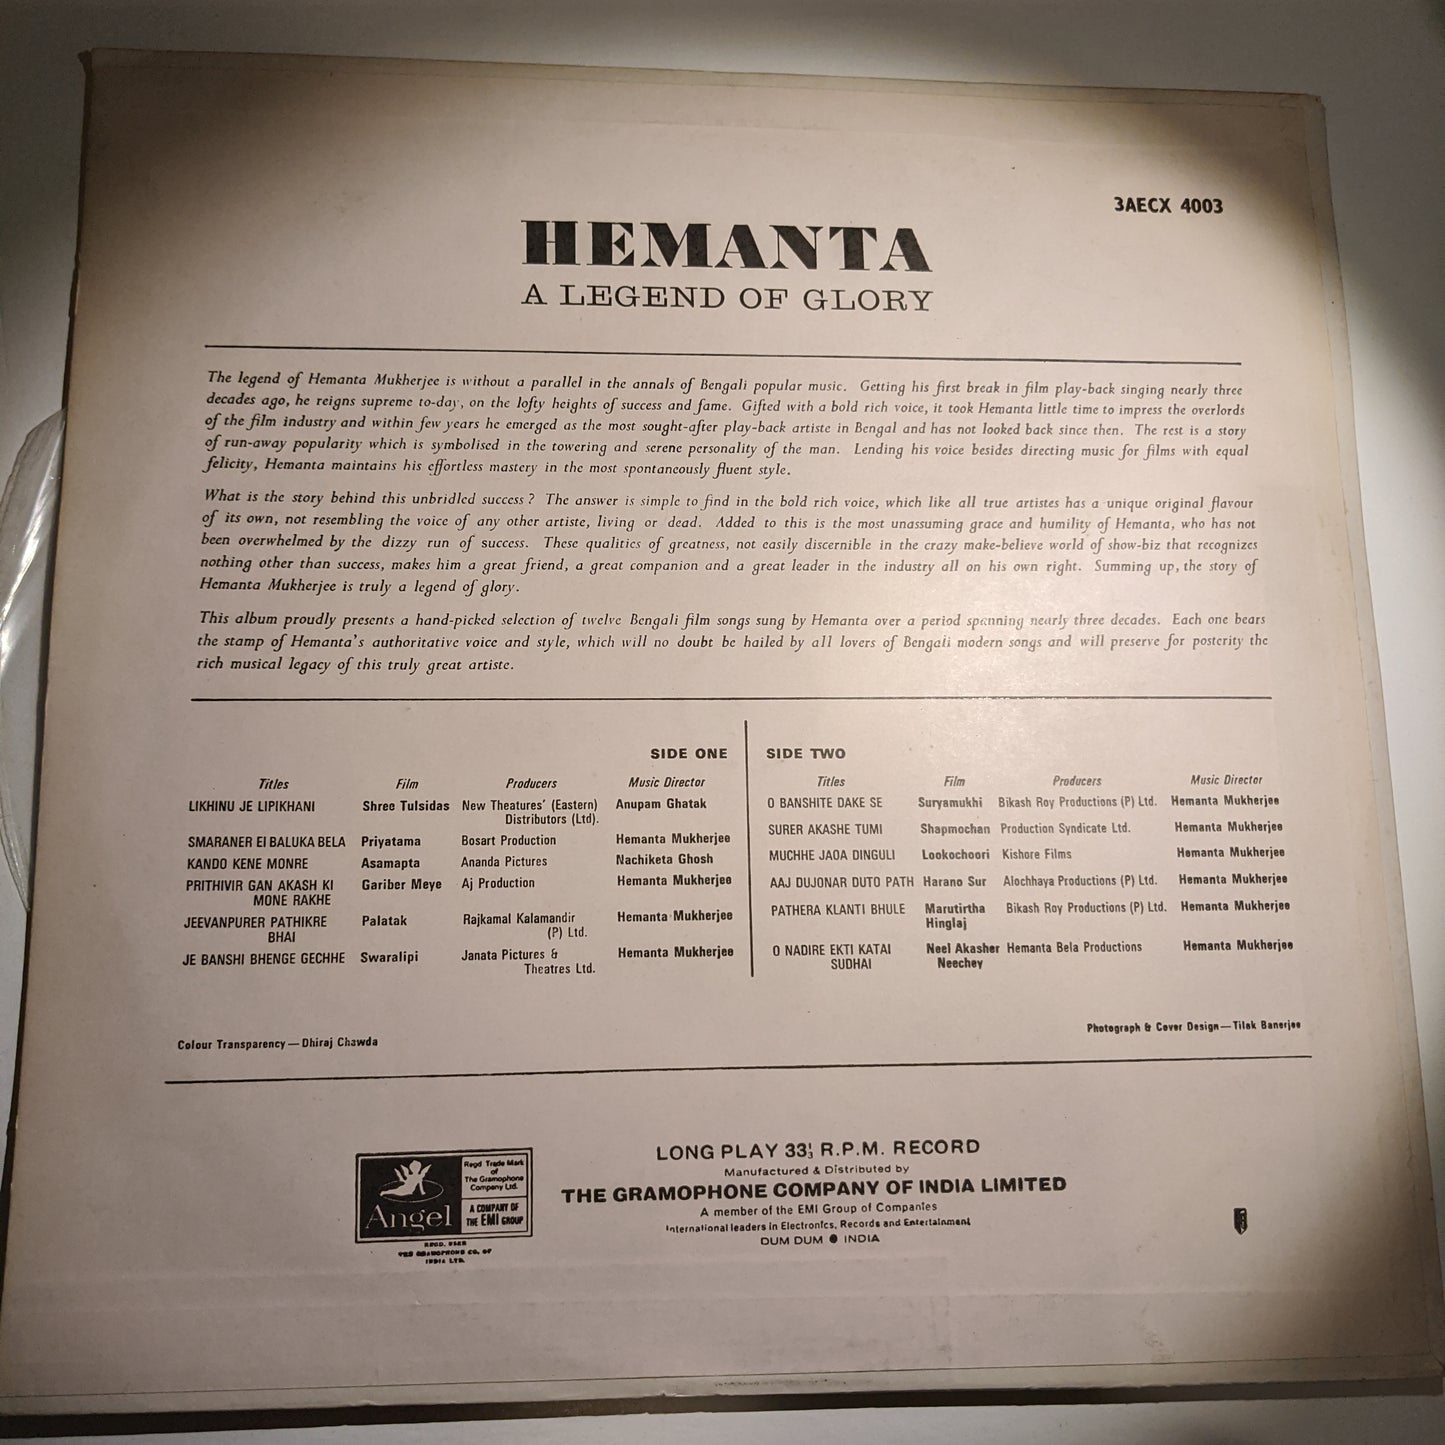 3AECX 4003
HEMANTA
A LEGEND OF GLORY
The legend of Hemanta Mukherjee is without a parallel in the annals of Bengali popular music. Getting his first break in film play-back singing nearly three
decades ago, he reigns supreme to-day, on the lofty heights of success and fame. Gifted with a bold rich voice, it took Hemanta little time to impress the overlords
of the film industry and within few years he emerged as the most sought-after play-back artiste in Bengal and has not looked back since then. The rest is a story
of run-away popularity which is symbolised in the towering and serene personality of the man. Lending his voice besides directing music for films with equal
felicity, Hemanta maintains his effortless mastery in the most spontaneously fluent style.
What is the story behind this unbridled success? The answer is simple to find in the bold rich voice, which like all true artistes has a unique original flavour
of its own, not resembling the voice of any other artiste, living or dead. Added to this is the most unassuming grace and humility of Hemanta, who has not
been overwhelmed by the dizzy run of success. These qualities of greatness, not easily discernible in the crazy make-believe world of show-biz that recognizes
nothing other than success, makes him a great friend, a great companion and a great leader in the industry all on his own right. Summing up, the story of
Hemanta Mukherjee is truly a legend of glory.
This album proudly presents a hand-picked selection of twelve Bengali film songs sung by Hemanta over a period spanning nearly three decades. Each one bears
the stamp of Hemanta's authoritative voice and style, which will no doubt be hailed by all lovers of Bengali modern songs and will preserve for posterity the
rich musical legacy of this truly great artiste.
SIDE ONE
Titles Film Producers Music Director
LIKHINU JE LIPIKHANI Shree Tulsidas New Theatures' (Eastern) Anupam Ghatak
Distributors (Ltd).
SMARANER EI BALUKA BELA Priyatama Bosart Production Hemanta Mukherjee
KANDO KENE MONRE Asamapta Ananda Pictures Nachiketa Ghosh
PRITHIVIR GAN AKASH KI Gariber Meye Aj Production Hemanta Mukherjee
MONE RAKHE
JEEVANPURER PATHIKRE Palatak Rajkamal Kalamandir Hemanta Mukherjee
BHAI (P) Ltd.
JE BANSHI BHENGE GECHHE Swaralipi Janata Pictures & Hemanta Mukherjee
Theatres Ltd.
SIDE TWO
Titles Film Producers Music Director
O BANSHITE DAKE SE Suryamukhi Bikash Roy Productions (P) Ltd. Hemanta Mukherjee
SURER AKASHE TUMI Shapmochan Production Syndicate Ltd. Hemanta Mukherjee
MUCHHE JAOA DINGULI Lookochoori Kishore Films Hemanta Mukherjee
AAJ DUJONAR DUTO PATH Harano Sur Alochhaya Productions (P) Ltd. Hemanta Mukherjee
PATHERA KLANTI BHULE Marutirtha Bikash Roy Productions (P) Ltd. Hemanta Mukherjee
Hinglaj
O NADIRE EKTI KATAI Neel Akasher Hemanta Bela Productions Hemanta Mukherjee
SUDHAI Neechey
Colour Transparency — Dhiraj Chawda
Photograph & Cover Design — Tilak Banerjee
Angel
Regd Trade Mark
of
The Gramophone
Company Ltd.
A COMPANY OF
THE EMI GROUP
REGD. USER
THE GRAMOPHONE CO. OF
INDIA LTD.
LONG PLAY 33⅓ R.P.M. RECORD
Manufactured & Distributed by
THE GRAMOPHONE COMPANY OF INDIA LIMITED
A member of the EMI Group of Companies
International leaders in Electronics, Records and Entertainment
DUM DUM ● INDIA